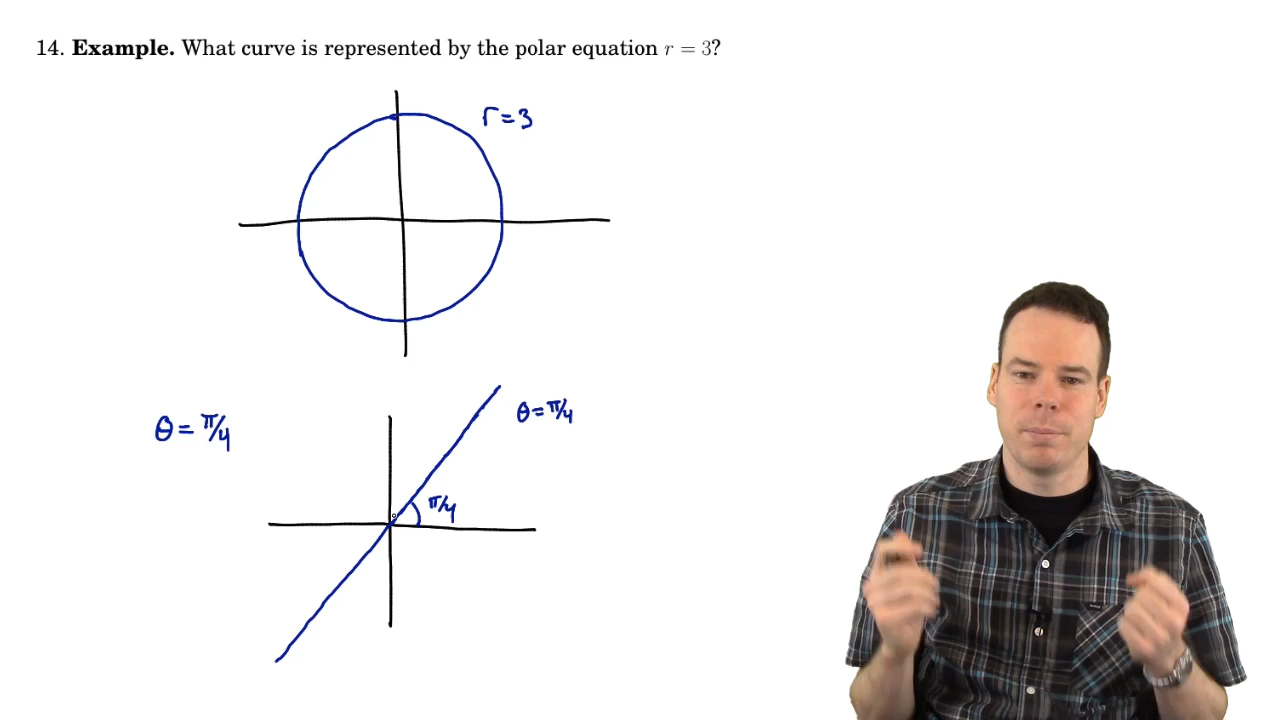 14. Example. What curve is represented by the polar equation r = 3?
r=3
θ = π/4
θ=π/4
π/4